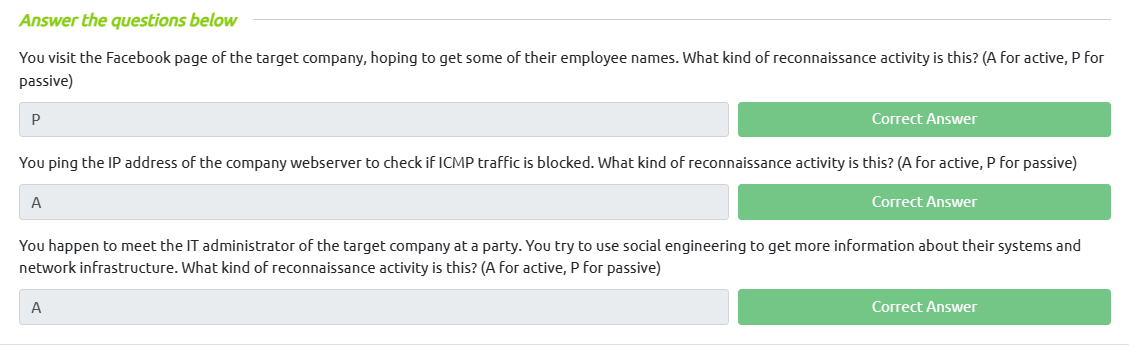 Answer the questions below
You visit the Facebook page of the target company, hoping to get some of their employee names. What kind of reconnaissance activity is this? (A for active, P for
passive)
P
Correct Answer
You ping the IP address of the company webserver to check if ICMP traffic is blocked. What kind of reconnaissance activity is this? (A for active, P for passive)
A
Correct Answer
You happen to meet the IT administrator of the target company at a party. You try to use social engineering to get more information about their systems and
network infrastructure. What kind of reconnaissance activity is this? (A for active, P for passive)
A
Correct Answer